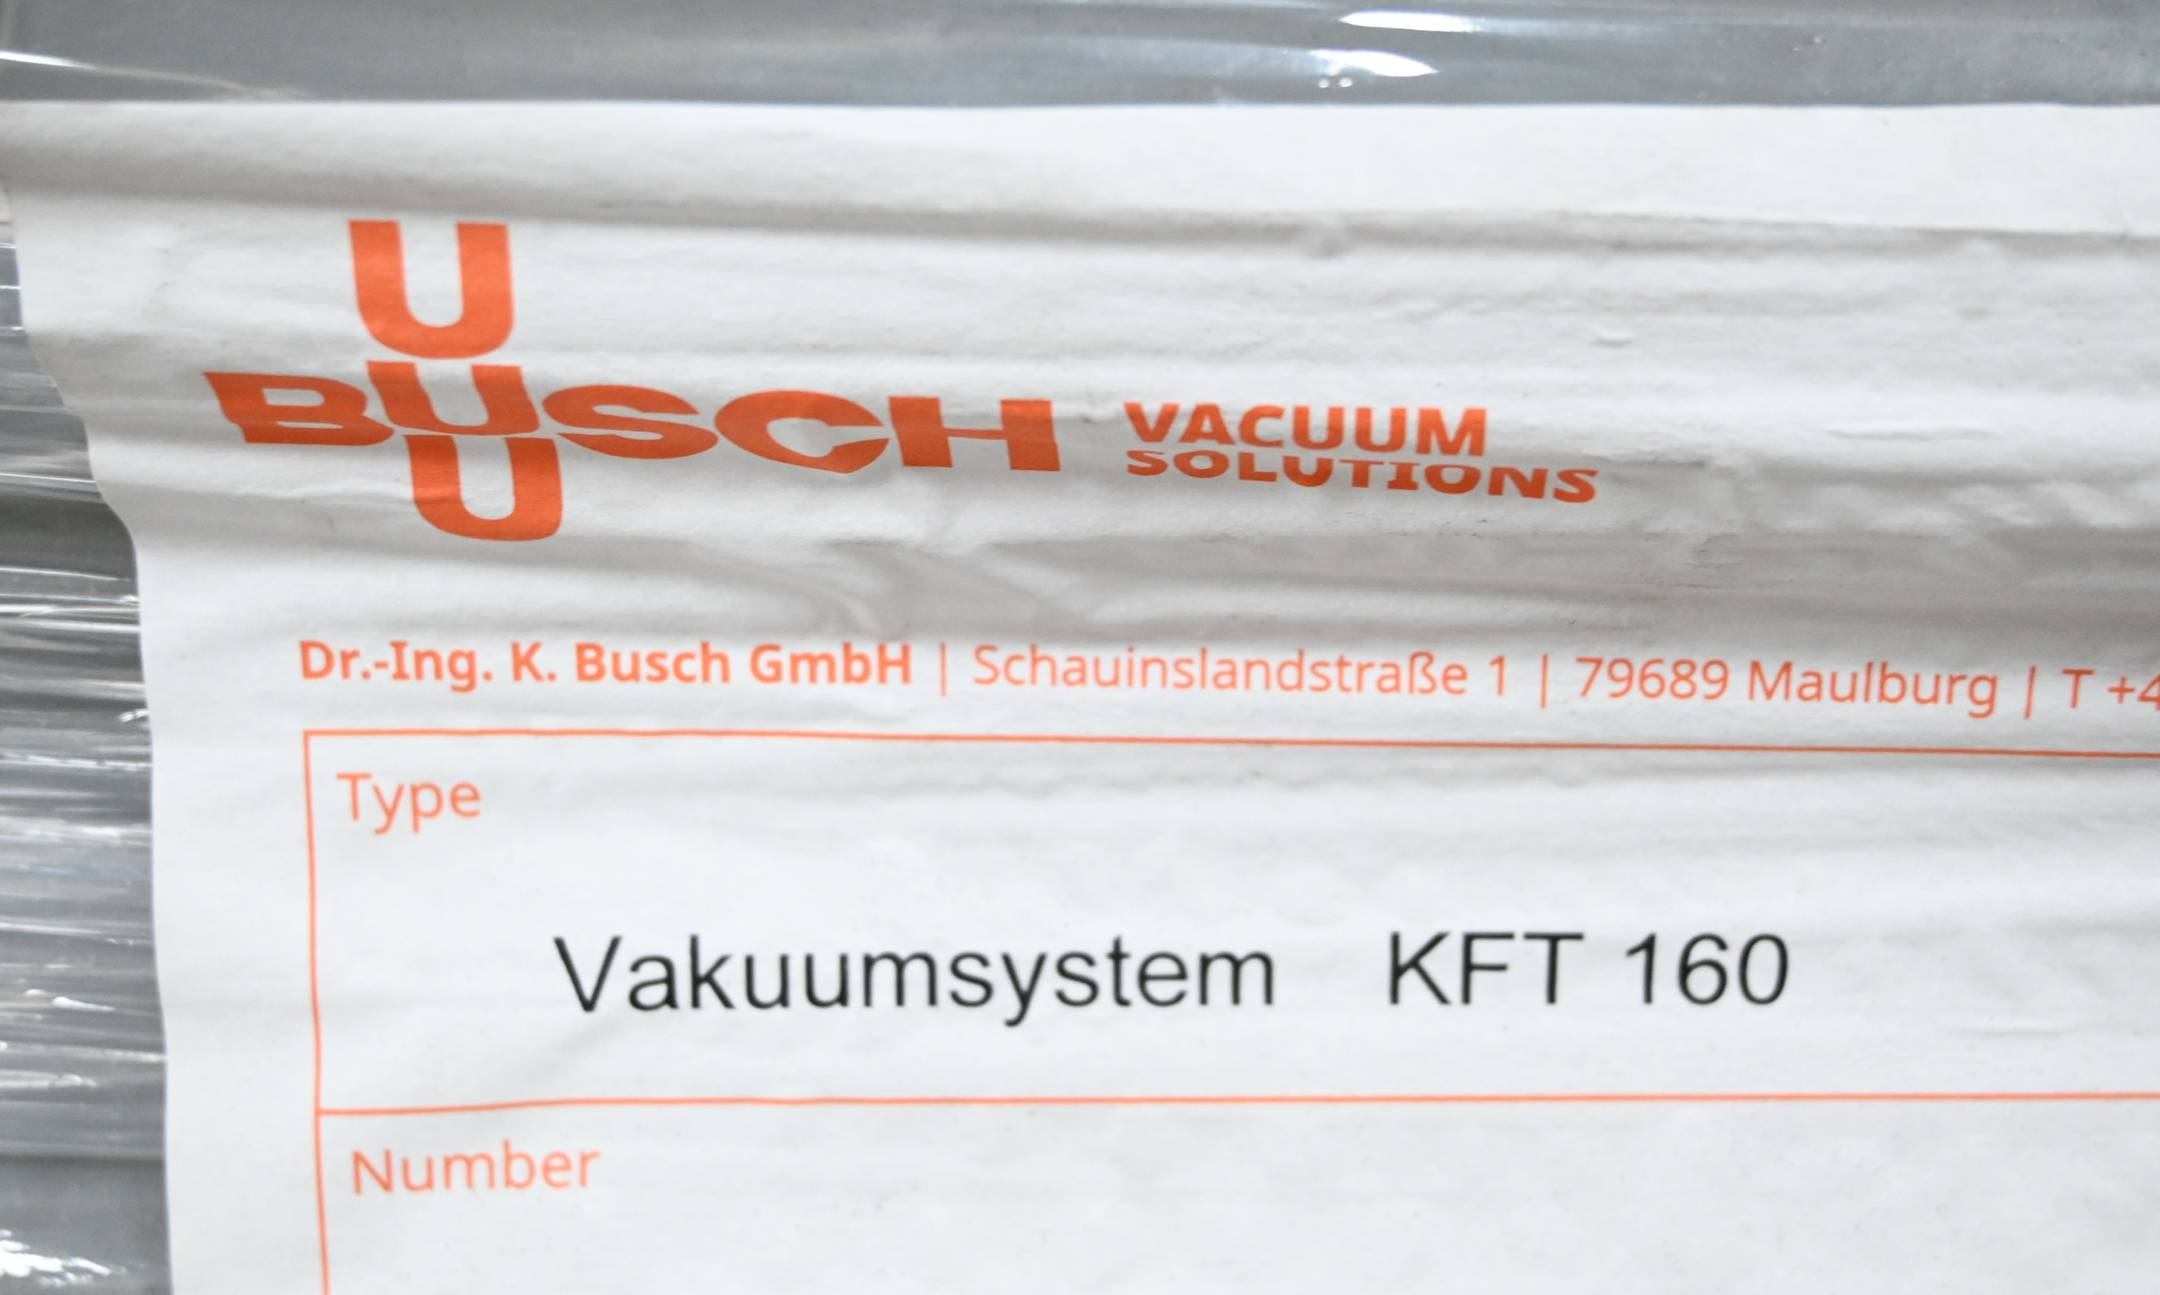 U
BUSCH VACUUM
U SOLUTIONS
Dr.-Ing. K. Busch GmbH | Schauinslandstraße 1 | 79689 Maulburg | T +4
Type
Vakuumsystem KFT 160
Number